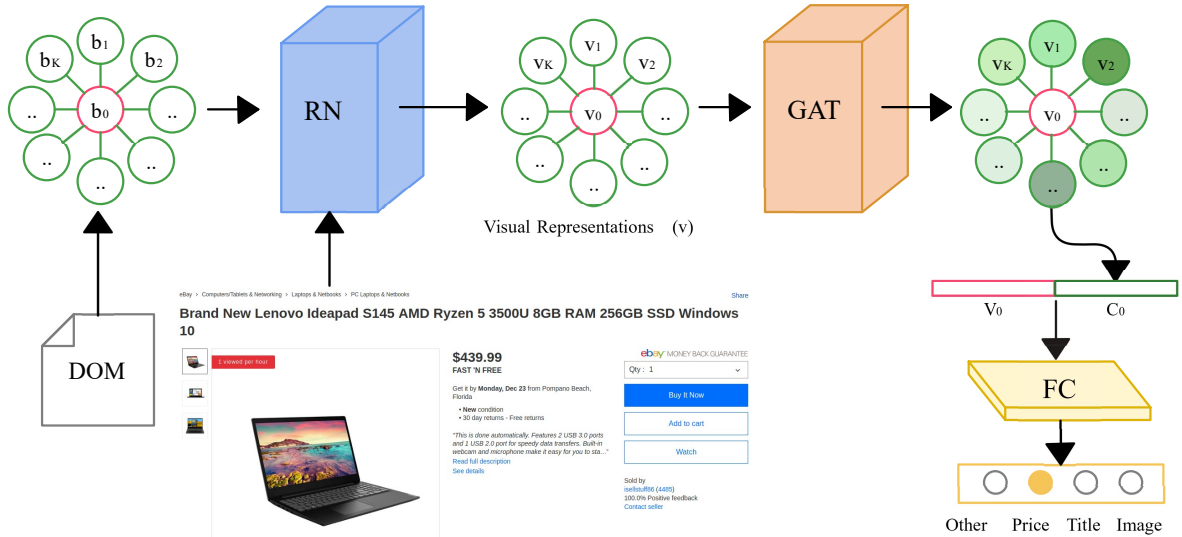 b1
bK
b2
b0
..
..
..
..
..
RN
v1
vK
v2
v0
..
..
..
..
..
GAT
v1
vK
v2
v0
..
..
..
..
..
Visual Representations (v)
DOM
eBay > Computers/Tablets & Networking > Laptops & Netbooks > PC Laptops & Netbooks
Share
Brand New Lenovo Ideapad S145 AMD Ryzen 5 3500U 8GB RAM 256GB SSD Windows
10
1 viewed per hour
$439.99
FAST 'N FREE
Get it by Monday, Dec 23 from Pompano Beach,
Florida
• New condition
• 30 day returns - Free returns
"This is done automatically. Features 2 USB 3.0 ports
and 1 USB 2.0 port for speedy data transfers. Built-in
webcam and microphone make it easy for you to sta..."
Read full description
See details
ebay MONEY BACK GUARANTEE
Qty : 1
Buy It Now
Add to cart
Watch
Sold by
isellstuff86 (4485)
100.0% Positive feedback
Contact seller
V0
C0
FC
Other Price Title Image